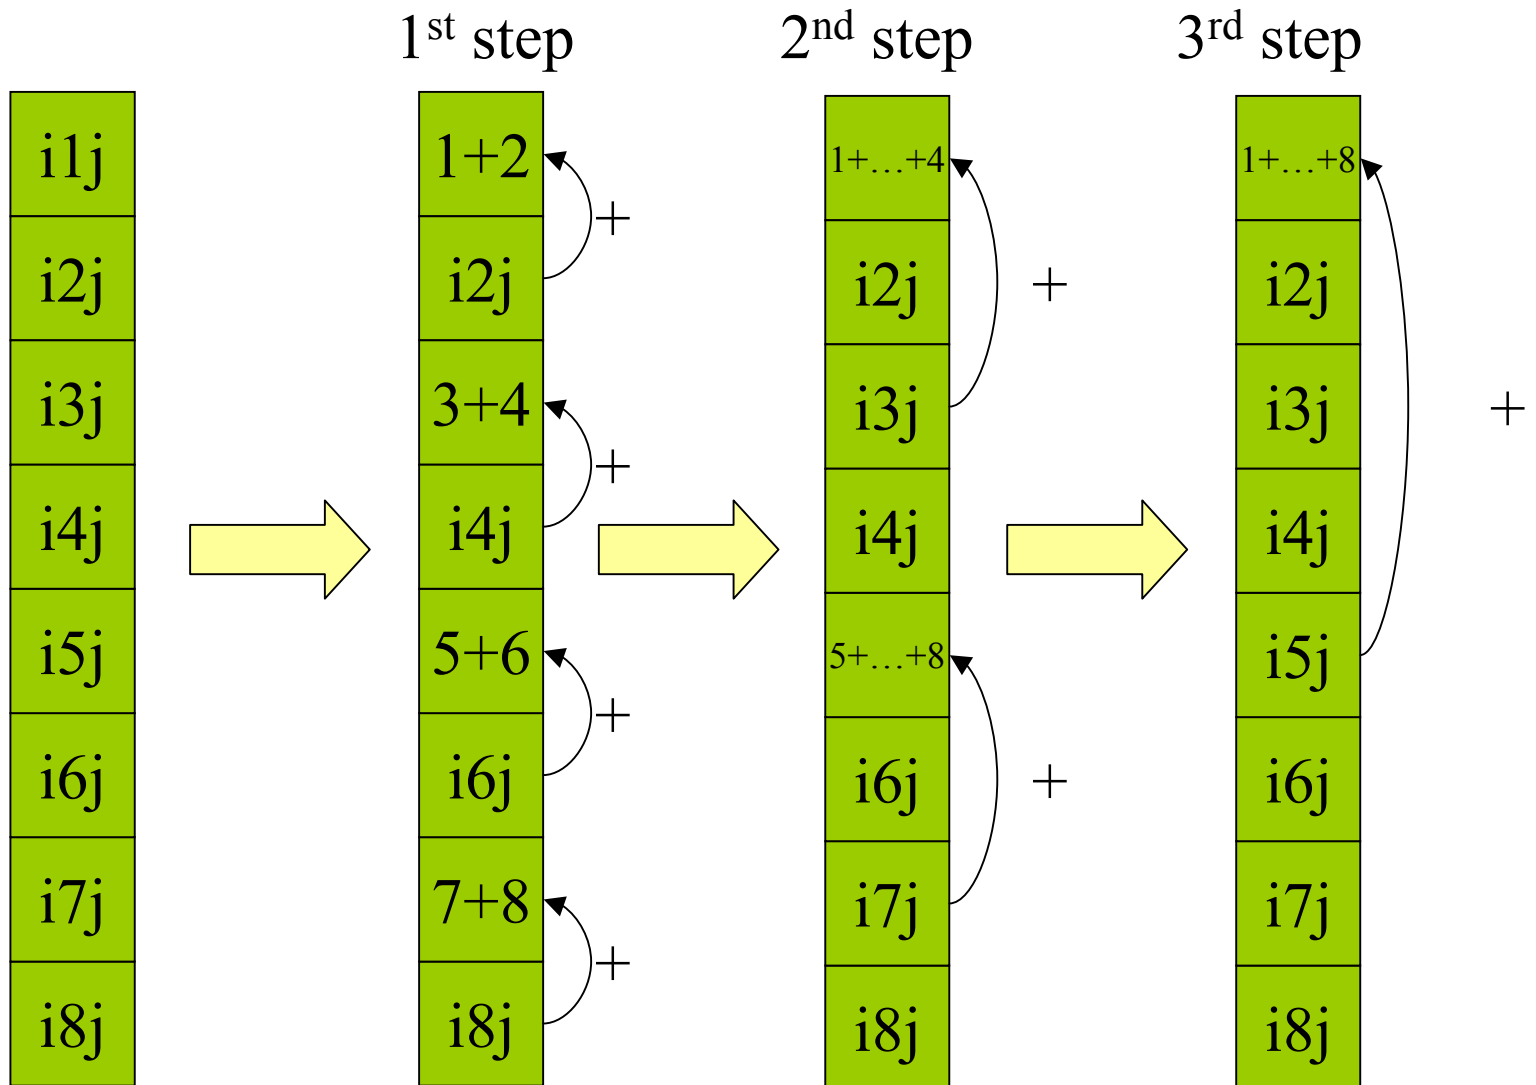 1st step 2nd step 3rd step
i1j 1+2 1+…+4 1+…+8
+
i2j i2j i2j i2j
+
i3j 3+4 i3j i3j
+
+
i4j i4j i4j i4j
i5j 5+6 5+…+8 i5j
+
i6j i6j i6j i6j
+
i7j 7+8 i7j i7j
+
i8j i8j i8j i8j